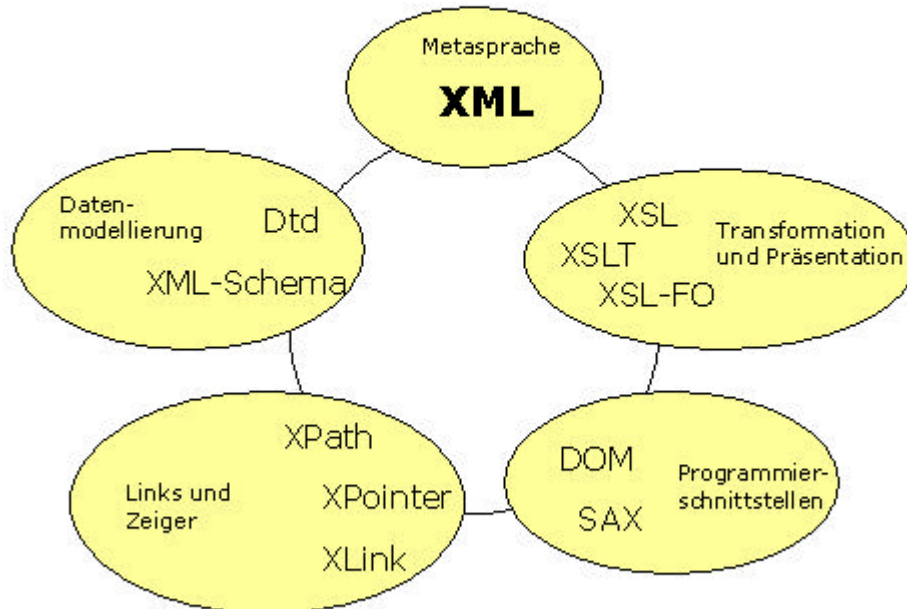 Metasprache
XML
Daten-
modellierung
Dtd
XML-Schema
XSL
XSLT
XSL-FO
Transformation
und Präsentation
Links und
Zeiger
XPath
XPointer
XLink
DOM
SAX
Programmier-
schnittstellen